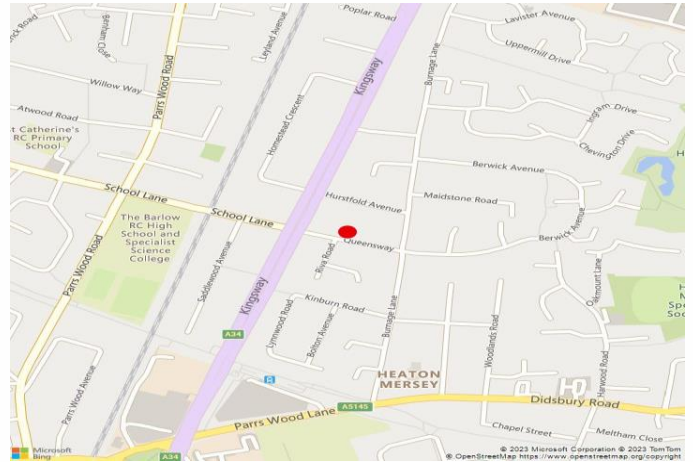 Poplar Road
Lavister Avenue
Leyland Avenue
Uppermill Drive
Burnage Lane
Kingsway
Parrs Wood Road
Willow Way
Homestead Crescent
Ingram Drive
Atwood Road
Chevington Drive
t Catherine's
RC Primary
School
Berwick Avenue
School Lane
Hurstfold Avenue
Maidstone Road
School Lane
The Barlow
RC High
School and
Specialist
Science
College
Queensway
Berwick Avenue
Riva Road
Saddlewood Avenue
Parrs Wood Road
Kingsway
Kinburn Road
Burnage Lane
Lynnwood Road
Bolton Avenue
Woodlands Road
Harwood Road
A34
HEATON
MERSEY
Parrs Wood Avenue
Parrs Wood Lane
A5145
Didsbury Road
Chapel Street
Meltham Close
A34
Microsoft
Bing
© 2023 Microsoft Corporation © 2023 TomTom
© OpenStreetMap https://www.openstreetmap.org/copyright